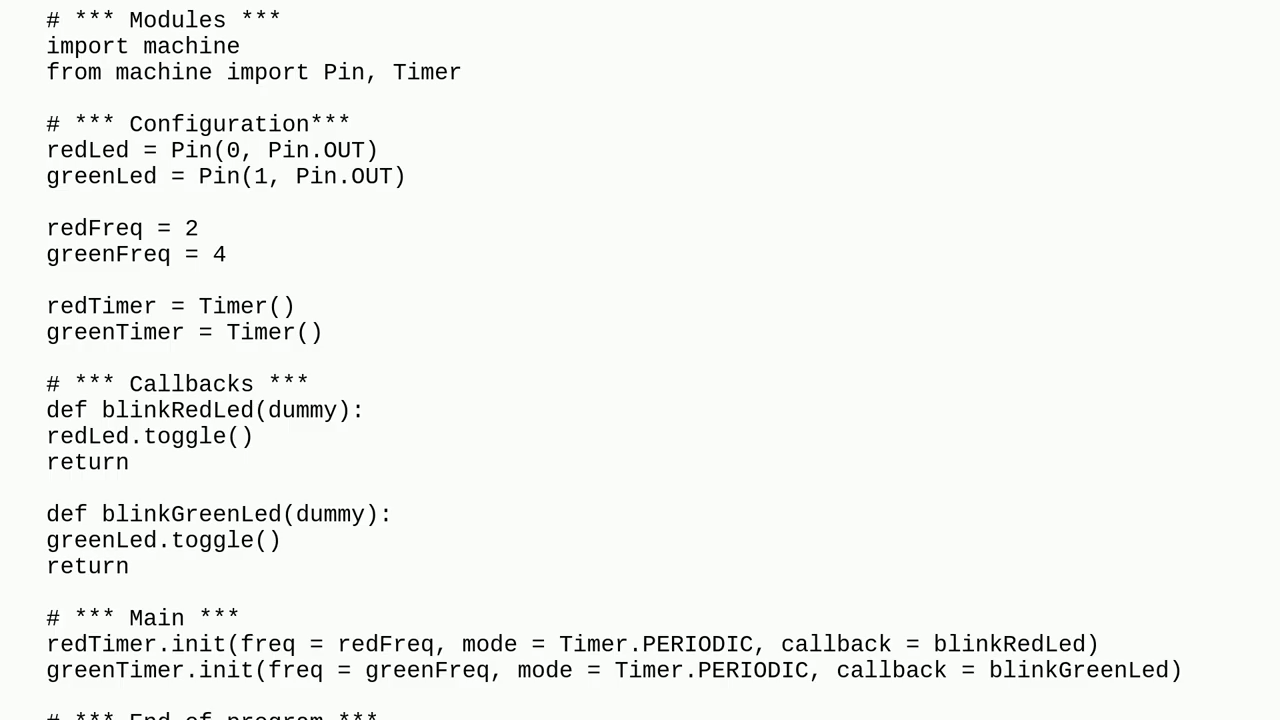 # *** Modules ***
import machine
from machine import Pin, Timer
# *** Configuration***
redLed = Pin(0, Pin.OUT)
greenLed = Pin(1, Pin.OUT)
redFreq = 2
greenFreq = 4
redTimer = Timer()
greenTimer = Timer()
# *** Callbacks ***
def blinkRedLed(dummy):
redLed.toggle()
return
def blinkGreenLed(dummy):
greenLed.toggle()
return
# *** Main ***
redTimer.init(freq = redFreq, mode = Timer.PERIODIC, callback = blinkRedLed)
greenTimer.init(freq = greenFreq, mode = Timer.PERIODIC, callback = blinkGreenLed)
# *** End of program ***